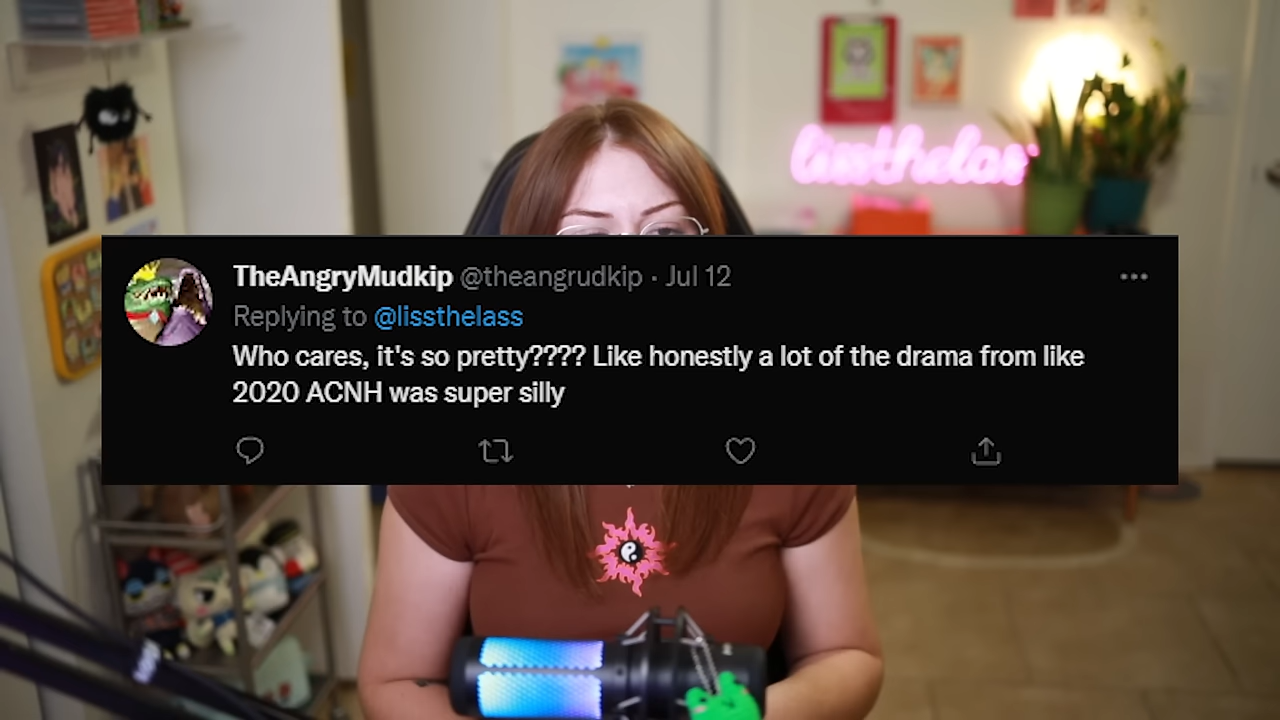 lissthelass
TheAngryMudkip @theangrudkip · Jul 12
Replying to @lissthelass
Who cares, it's so pretty???? Like honestly a lot of the drama from like
2020 ACNH was super silly